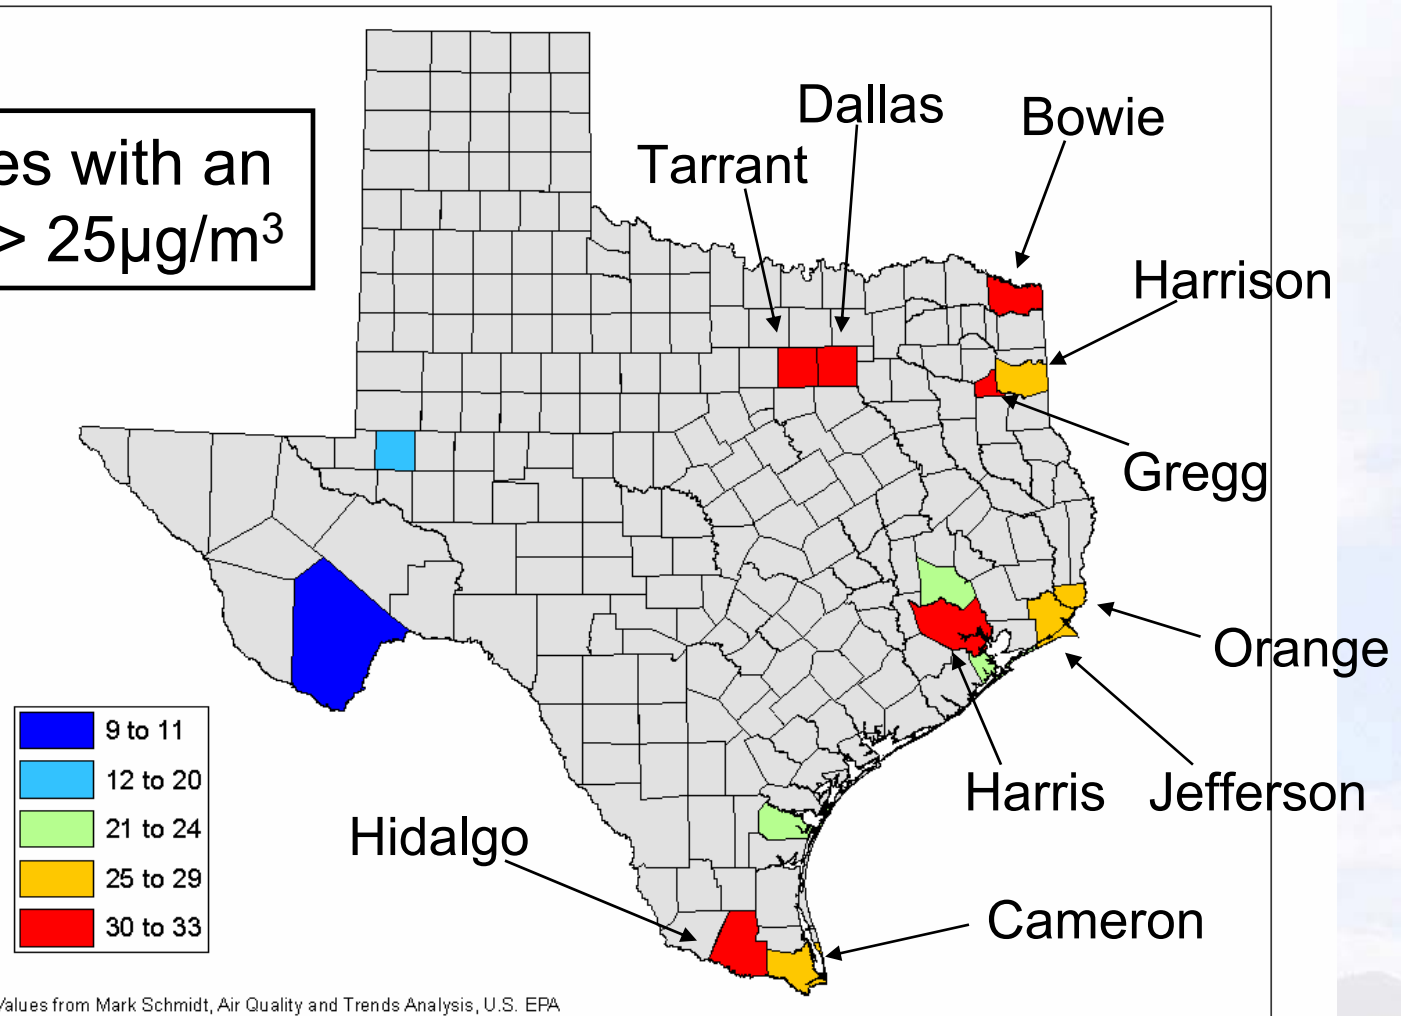 es with an
> 25µg/m³
Dallas
Bowie
Tarrant
Harrison
Gregg
Orange
Harris
Jefferson
Hidalgo
Cameron
9 to 11
12 to 20
21 to 24
25 to 29
30 to 33
Values from Mark Schmidt, Air Quality and Trends Analysis, U.S. EPA